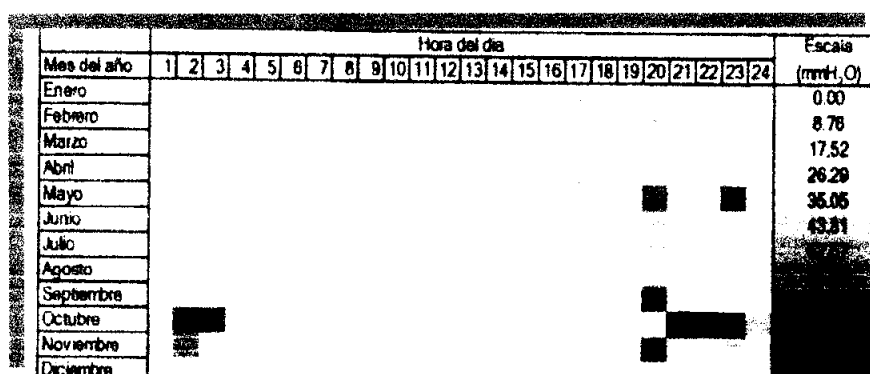 Hora del dia Escala
Mes del año 1 2 3 4 5 6 7 8 9 10 11 12 13 14 15 16 17 18 19 20 21 22 23 24 (mmH₂O)
Enero 0.00
Febrero 8.76
Marzo 17.52
Abril 26.29
Mayo 35.05
Junio 43.81
Julio
Agosto
Septiembre
Octubre
Noviembre
Diciembre